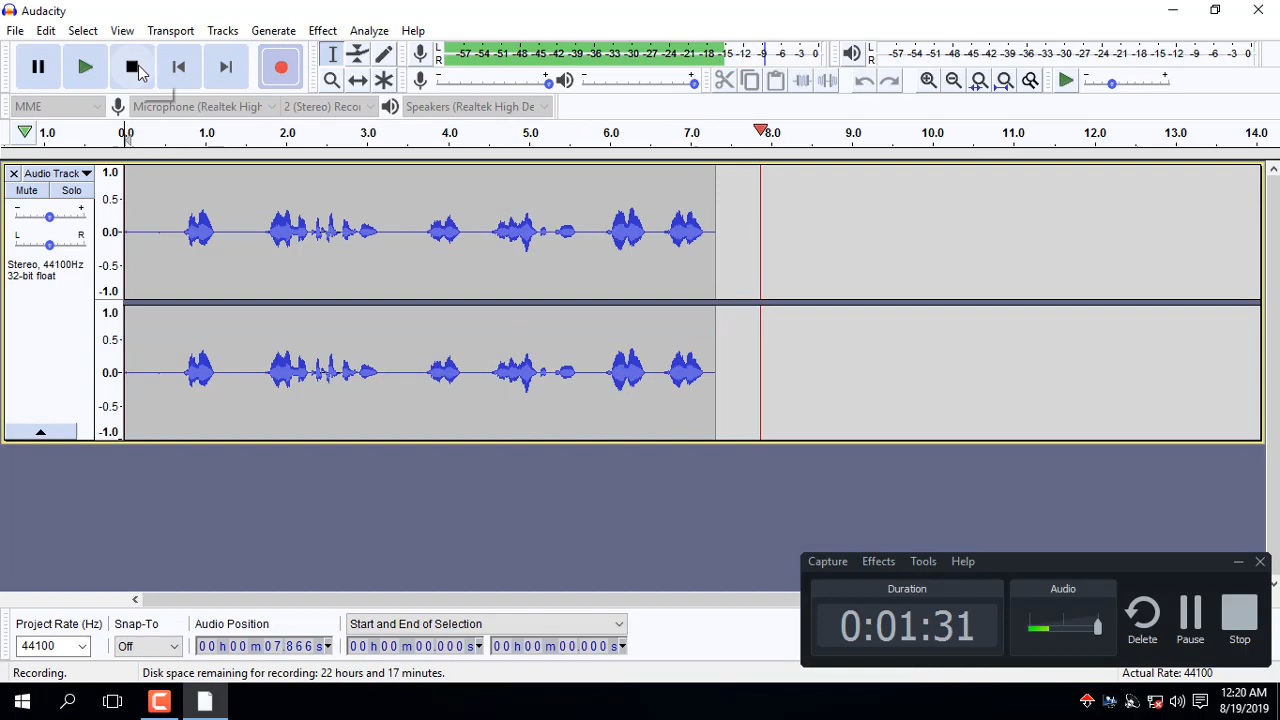 Audacity
File Edit Select View Transport Tracks Generate Effect Analyze Help
L R -57 -54 -51 -48 -45 -42 -39 -36 -33 -30 -27 -24 -21 -18 -15 -12 -9 -6 -3 0 L R -57 -54 -51 -48 -45 -42 -39 -36 -33 -30 -27 -24 -21 -18 -15 -12 -9 -6 -3 0
MME Microphone (Realtek High 2 (Stereo) Recor Speakers (Realtek High De
1.0 0.0 1.0 2.0 3.0 4.0 5.0 6.0 7.0 8.0 9.0 10.0 11.0 12.0 13.0 14.0
Audio Track 1.0
Mute Solo
0.5
- +
L R 0.0
Stereo, 44100Hz
32-bit float
-0.5
-1.0
1.0
0.5
0.0
-0.5
-1.0
Capture Effects Tools Help
Duration Audio
0:01:31
Delete Pause Stop
Project Rate (Hz) Snap-To Audio Position Start and End of Selection
44100 Off 00 h 00 m 07.866 s 00 h 00 m 00.000 s 00 h 00 m 00.000 s
Recording. Disk space remaining for recording: 22 hours and 17 minutes. Actual Rate: 44100
12:20 AM
8/19/2019